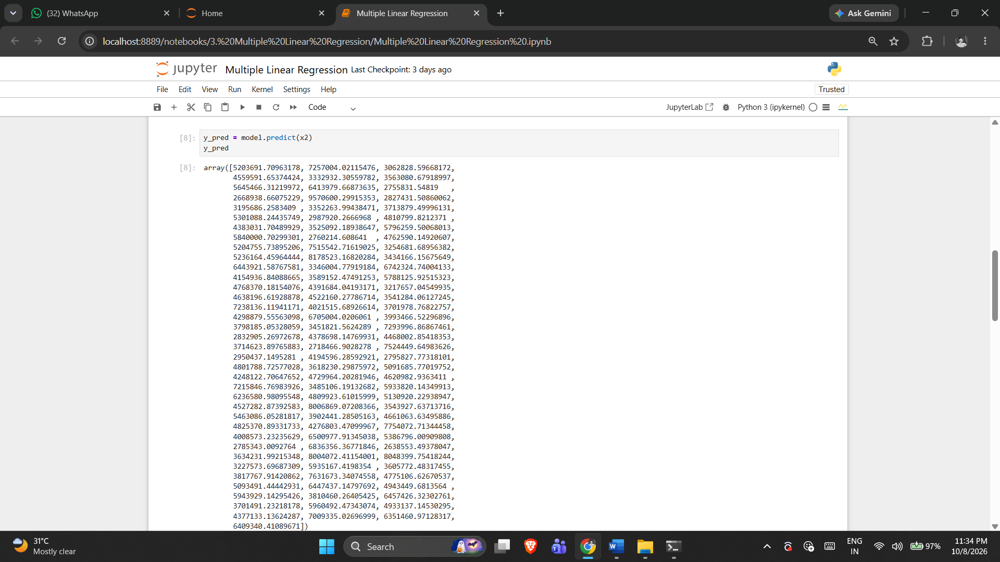 (32) WhatsApp
Home
Multiple Linear Regression
Ask Gemini
localhost:8889/notebooks/3.%20Multiple%20Linear%20Regression/Multiple%20Linear%20Regression%20.ipynb
jupyter Multiple Linear Regression Last Checkpoint: 3 days ago
File Edit View Run Kernel Settings Help
Trusted
Code
JupyterLab
Python 3 (ipykernel)
[8]: y_pred = model.predict(x2)
y_pred
[8]: array([5203691.70963178, 7257004.02115476, 3062828.59668172,
4559591.65374424, 3332932.30559782, 3563080.67918997,
5645466.31219972, 6413979.66873635, 2755831.54819   ,
2668938.66075229, 9570600.29915353, 2827431.50860062,
3195686.2583409 , 3352263.99438471, 3713879.49996131,
5301088.24435749, 2987920.2666968 , 4810799.8212371 ,
4383031.70489929, 3525092.18938647, 5796259.50068013,
5840000.70299301, 2760214.608641  , 4762590.14920607,
5204755.73895206, 7515542.71619025, 3254681.68956382,
5236164.45964444, 8178523.16820284, 3434166.15675649,
6443921.58767581, 3346004.77919184, 6742324.74004133,
4154936.84088665, 3589152.47491253, 5788125.92515323,
4768370.18154076, 4391684.04193171, 3217657.04549935,
4638196.61928878, 4522160.27786714, 3541284.06127245,
7238136.11941171, 4021515.68926614, 3701978.76822757,
4298879.55563098, 6705004.0206061 , 3993466.52296896,
3798185.05328059, 3451821.5624289 , 7293996.86867461,
2832905.26972678, 4378698.14769931, 4468002.85418353,
3714623.89765883, 2718466.9028278 , 7524449.64983626,
2950437.1495281 , 4194596.28592921, 2795827.77318101,
4801788.72577028, 3618230.29875972, 5091685.77019752,
4248122.70647652, 4729964.20281946, 4620982.9363411 ,
7215846.76983926, 3485106.19132682, 5933820.14349913,
6236580.98095548, 4809923.61015999, 5130920.22938947,
4527282.87392583, 8006869.07208366, 3543927.63713716,
5463086.05281817, 3902441.28505163, 4661063.63495886,
4825370.89331733, 4276803.47099967, 7754072.71344458,
4008573.23235629, 6500977.91345038, 5386796.00909808,
2785343.0092764 , 6836356.36771846, 2638553.49378047,
3634231.99215348, 8004072.41154001, 8048399.75418244,
3227573.69687309, 5935167.4198354 , 3605772.48317455,
3817767.91420862, 7631673.34074558, 4775106.62670537,
5093491.44442931, 6447437.14797692, 4943449.6813564 ,
5943929.14295426, 3810460.26405425, 6457426.32302761,
3701491.23218178, 5960492.47343074, 4933137.14530295,
4377133.13624287, 7009335.02696999, 6351460.97128317,
6409340.41089671])
31°C
Mostly clear
Search
ENG
IN
97%
11:34 PM
10/8/2026